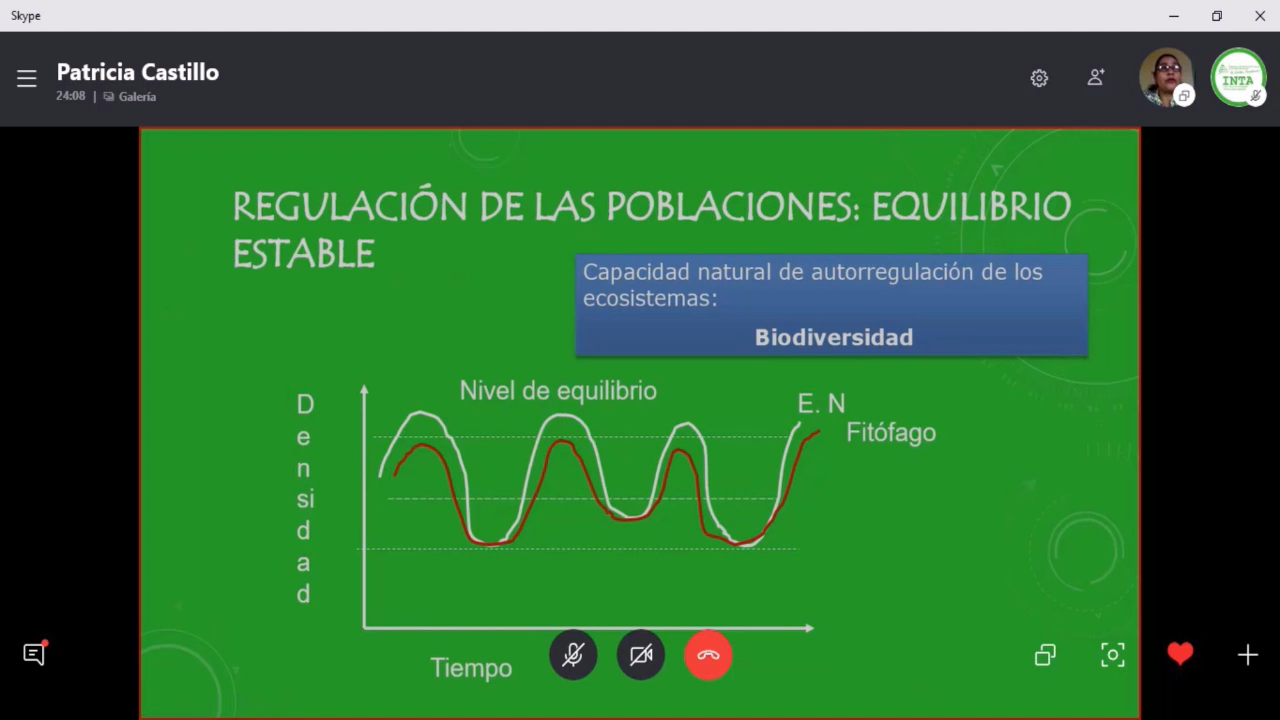 Skype
Patricia Castillo
24:08 | Galería
INTA
REGULACIÓN DE LAS POBLACIONES: EQUILIBRIO
ESTABLE
Capacidad natural de autorregulación de los
ecosistemas:
Biodiversidad
Nivel de equilibrio
E. N
Fitófago
D
e
n
si
d
a
d
Tiempo